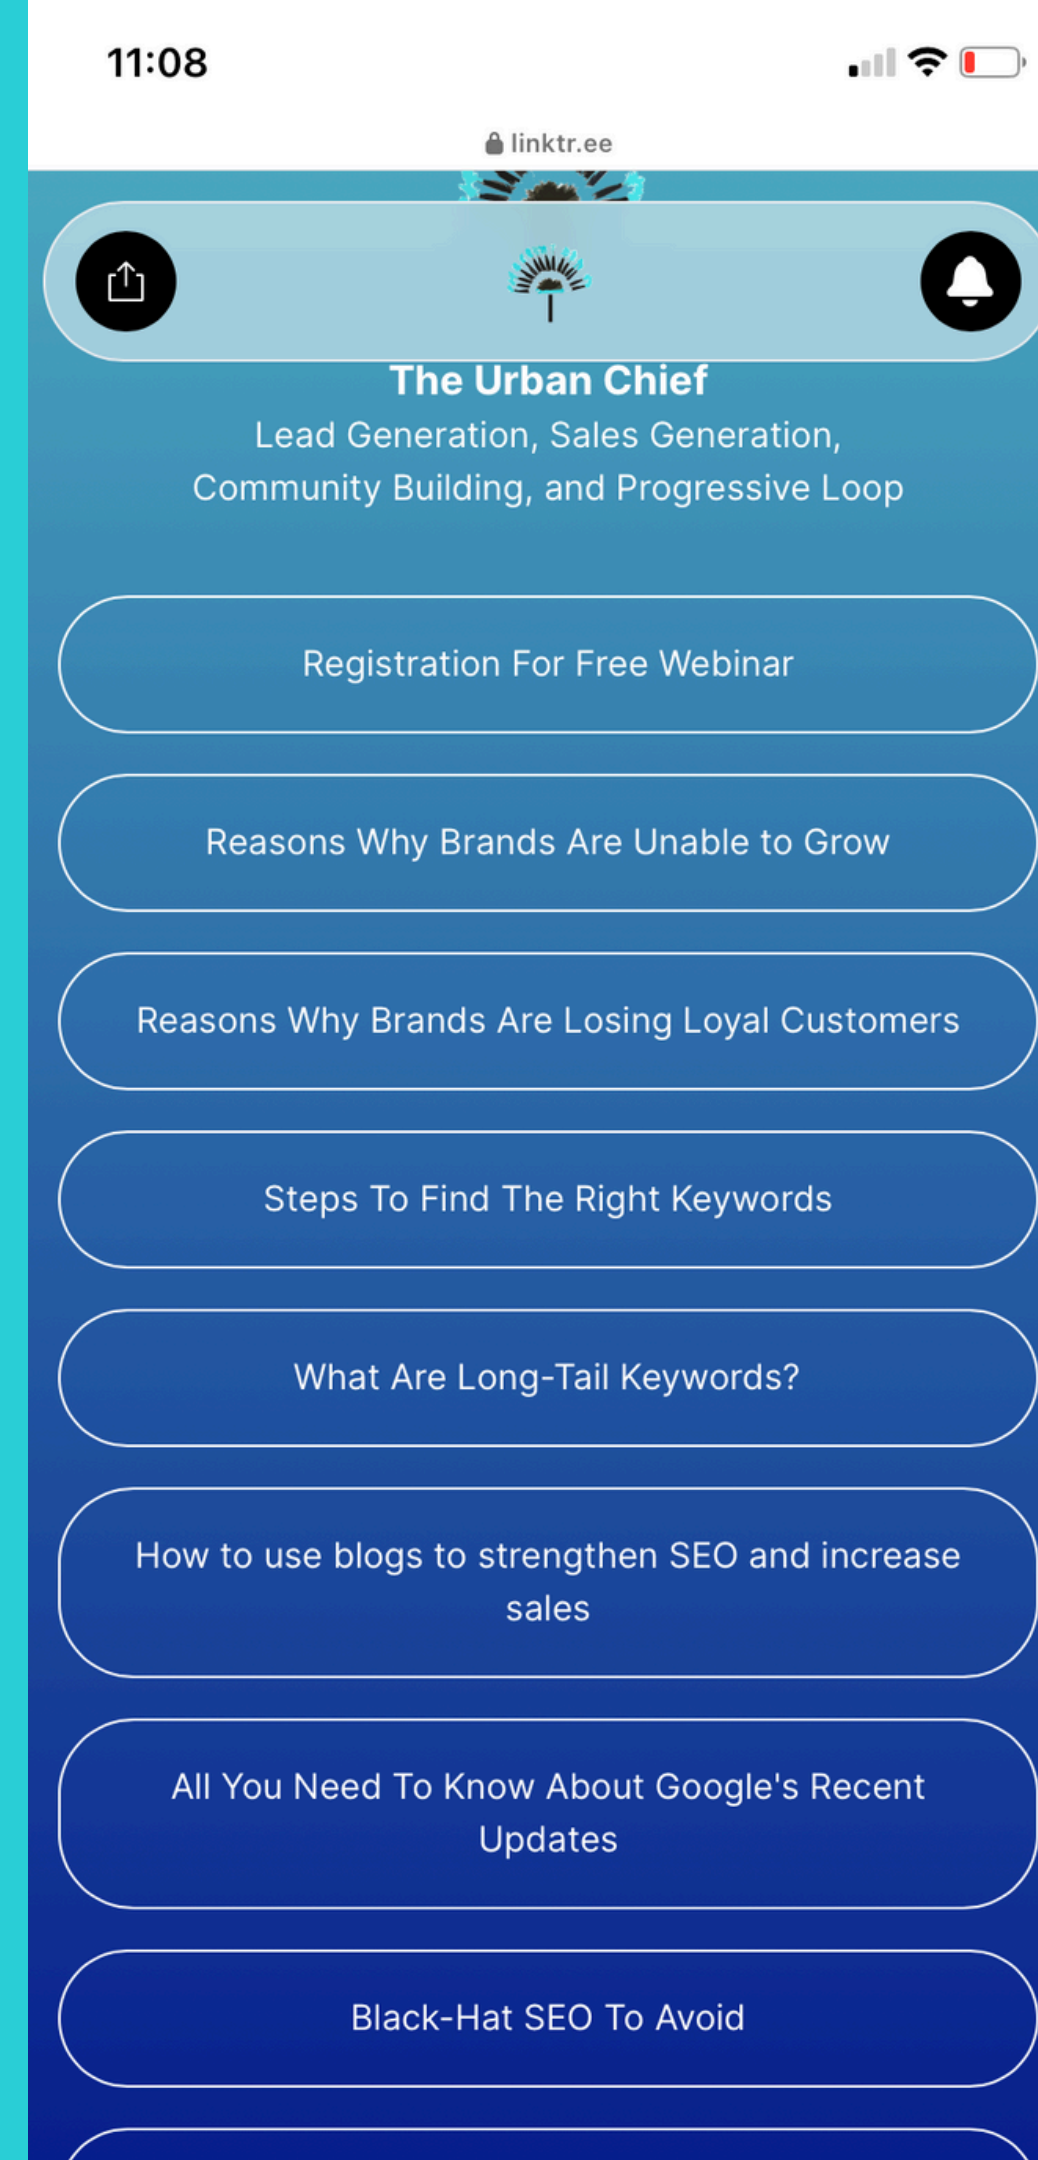 11:08
linktr.ee
The Urban Chief
Lead Generation, Sales Generation,
Community Building, and Progressive Loop
Registration For Free Webinar
Reasons Why Brands Are Unable to Grow
Reasons Why Brands Are Losing Loyal Customers
Steps To Find The Right Keywords
What Are Long-Tail Keywords?
How to use blogs to strengthen SEO and increase
sales
All You Need To Know About Google's Recent
Updates
Black-Hat SEO To Avoid